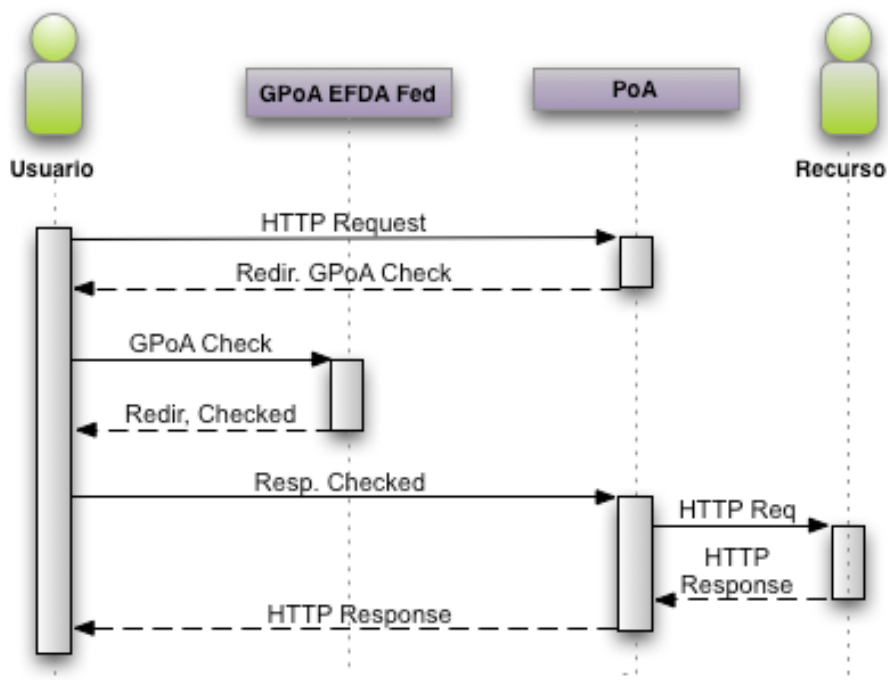 GPoA EFDA Fed
PoA
Usuario
Recurso
HTTP Request
Redir. GPoA Check
GPoA Check
Redir, Checked
Resp. Checked
HTTP Req
HTTP
Response
HTTP Response